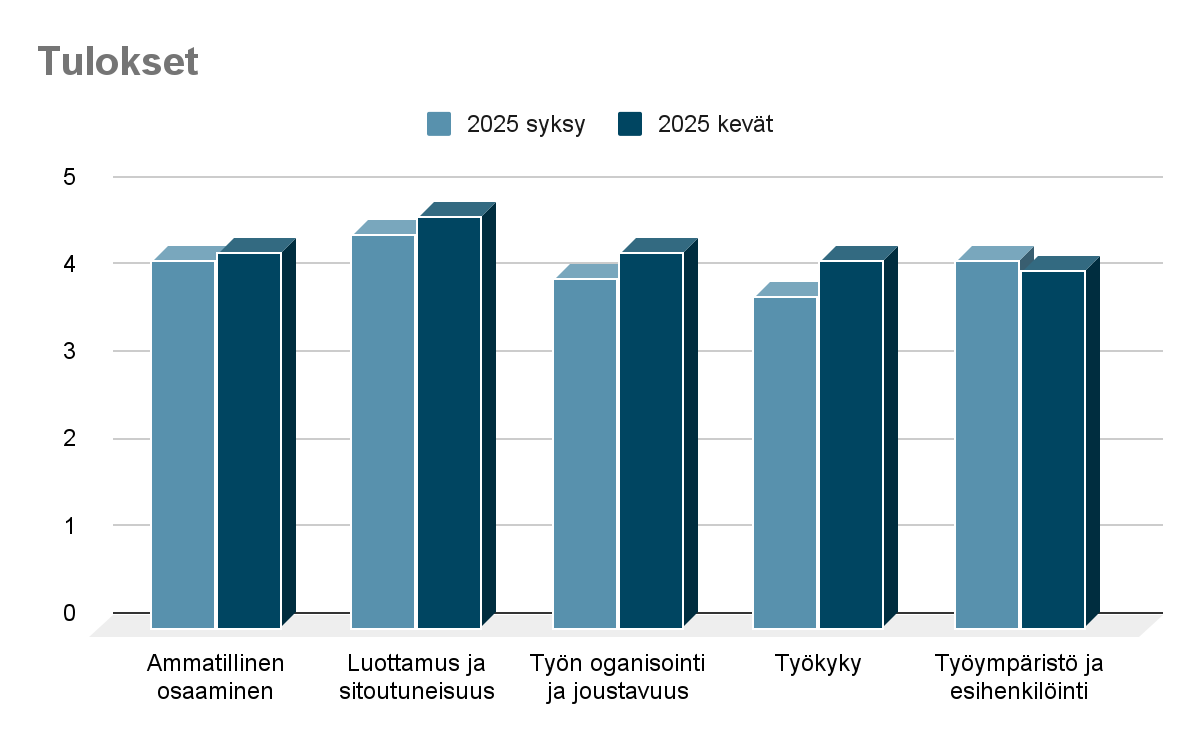 Tulokset
2025 syksy 2025 kevät
5
4
3
2
1
0
Ammatillinen
osaaminen
Luottamus ja
sitoutuneisuus
Työn oganisointi
ja joustavuus
Työkyky
Työympäristö ja
esihenkilöinti